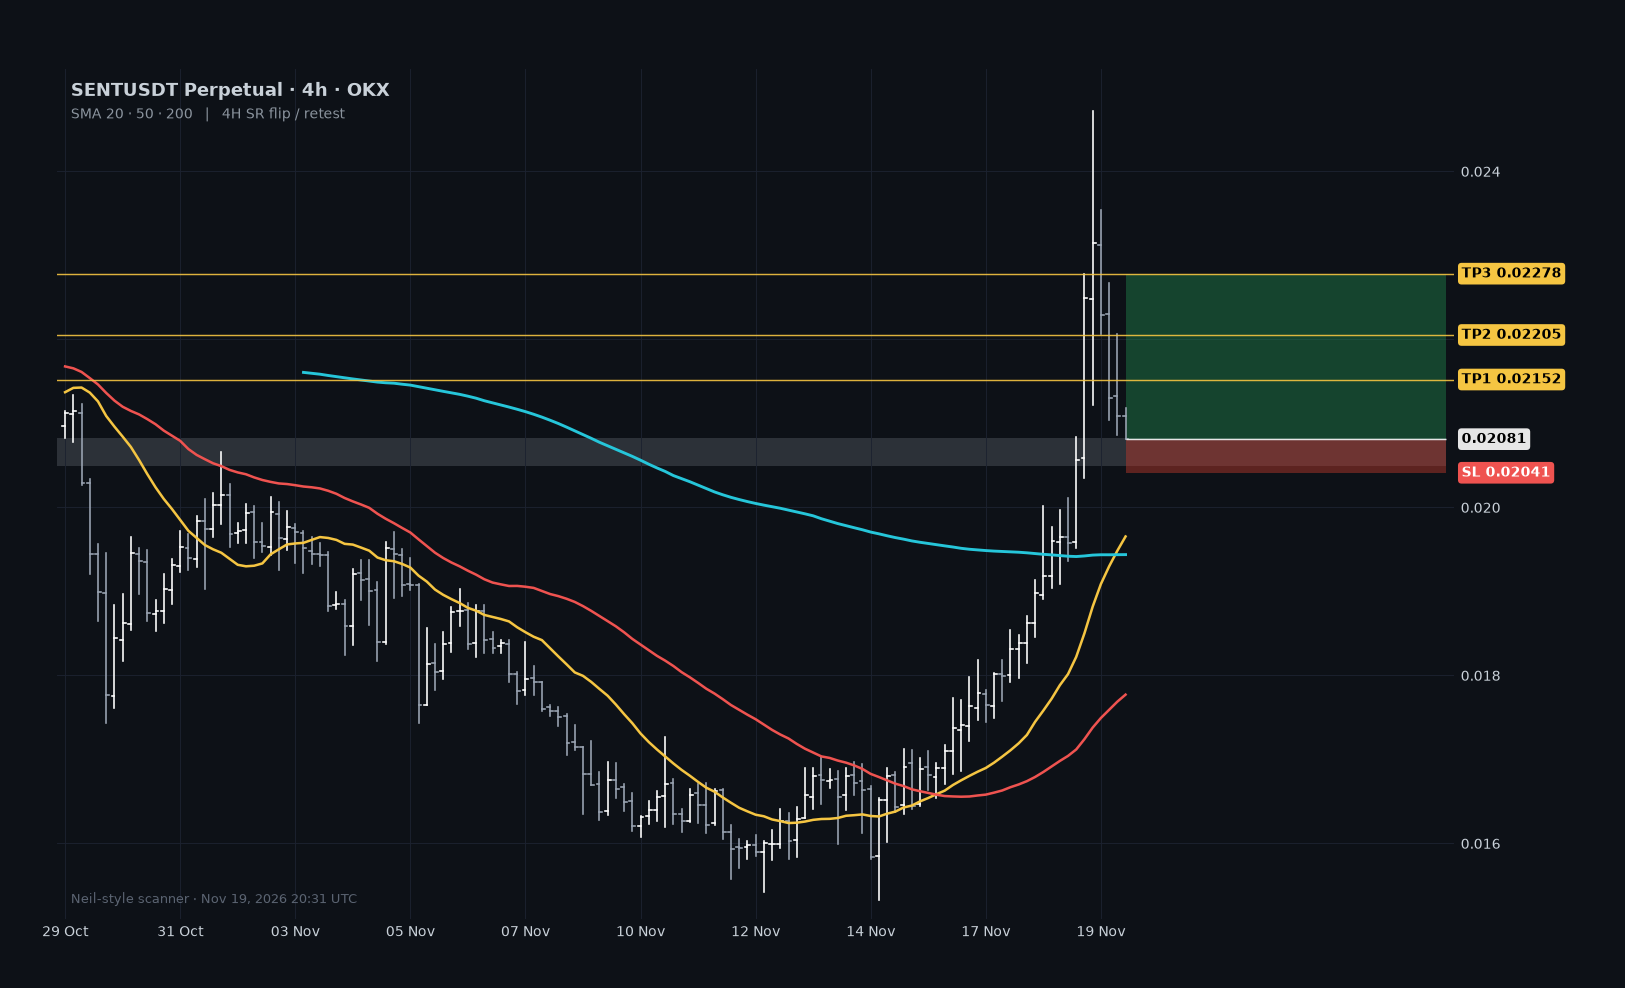 SENTUSDT Perpetual · 4h · OKX
SMA 20 · 50 · 200 | 4H SR flip / retest
0.024
TP3 0.02278
TP2 0.02205
TP1 0.02152
0.02081
SL 0.02041
0.020
0.018
0.016
Neil-style scanner · Nov 19, 2026 20:31 UTC
29 Oct 31 Oct 03 Nov 05 Nov 07 Nov 10 Nov 12 Nov 14 Nov 17 Nov 19 Nov